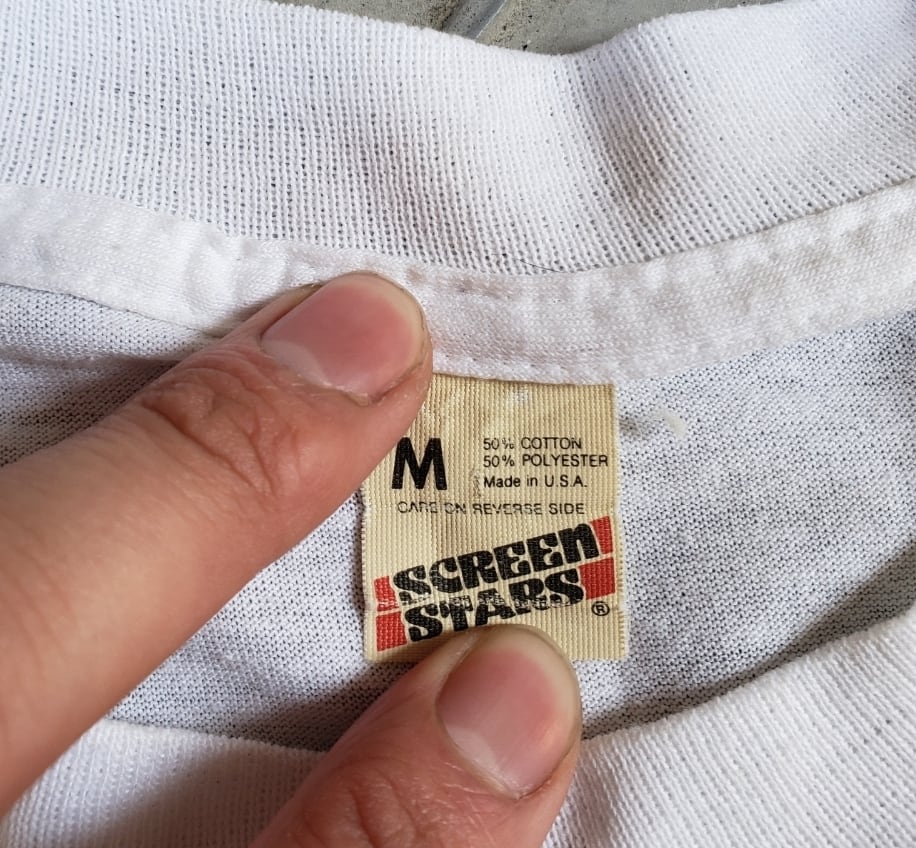 M
50% COTTON
50% POLYESTER
Made in U.S.A.
CARE ON REVERSE SIDE
SCREEN
STARS ®